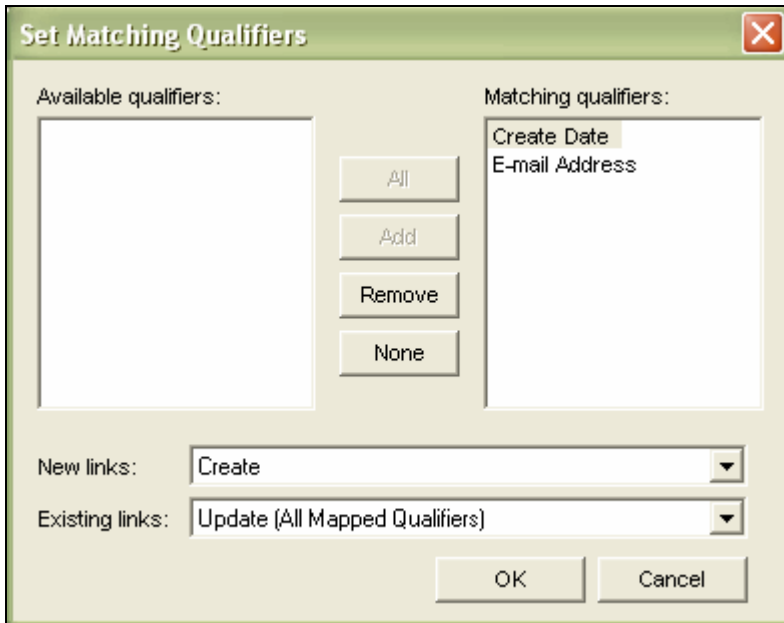 Set Matching Qualifiers
Available qualifiers:
Matching qualifiers:
Create Date
E-mail Address
All
Add
Remove
None
New links:
Create
Existing links:
Update (All Mapped Qualifiers)
OK
Cancel